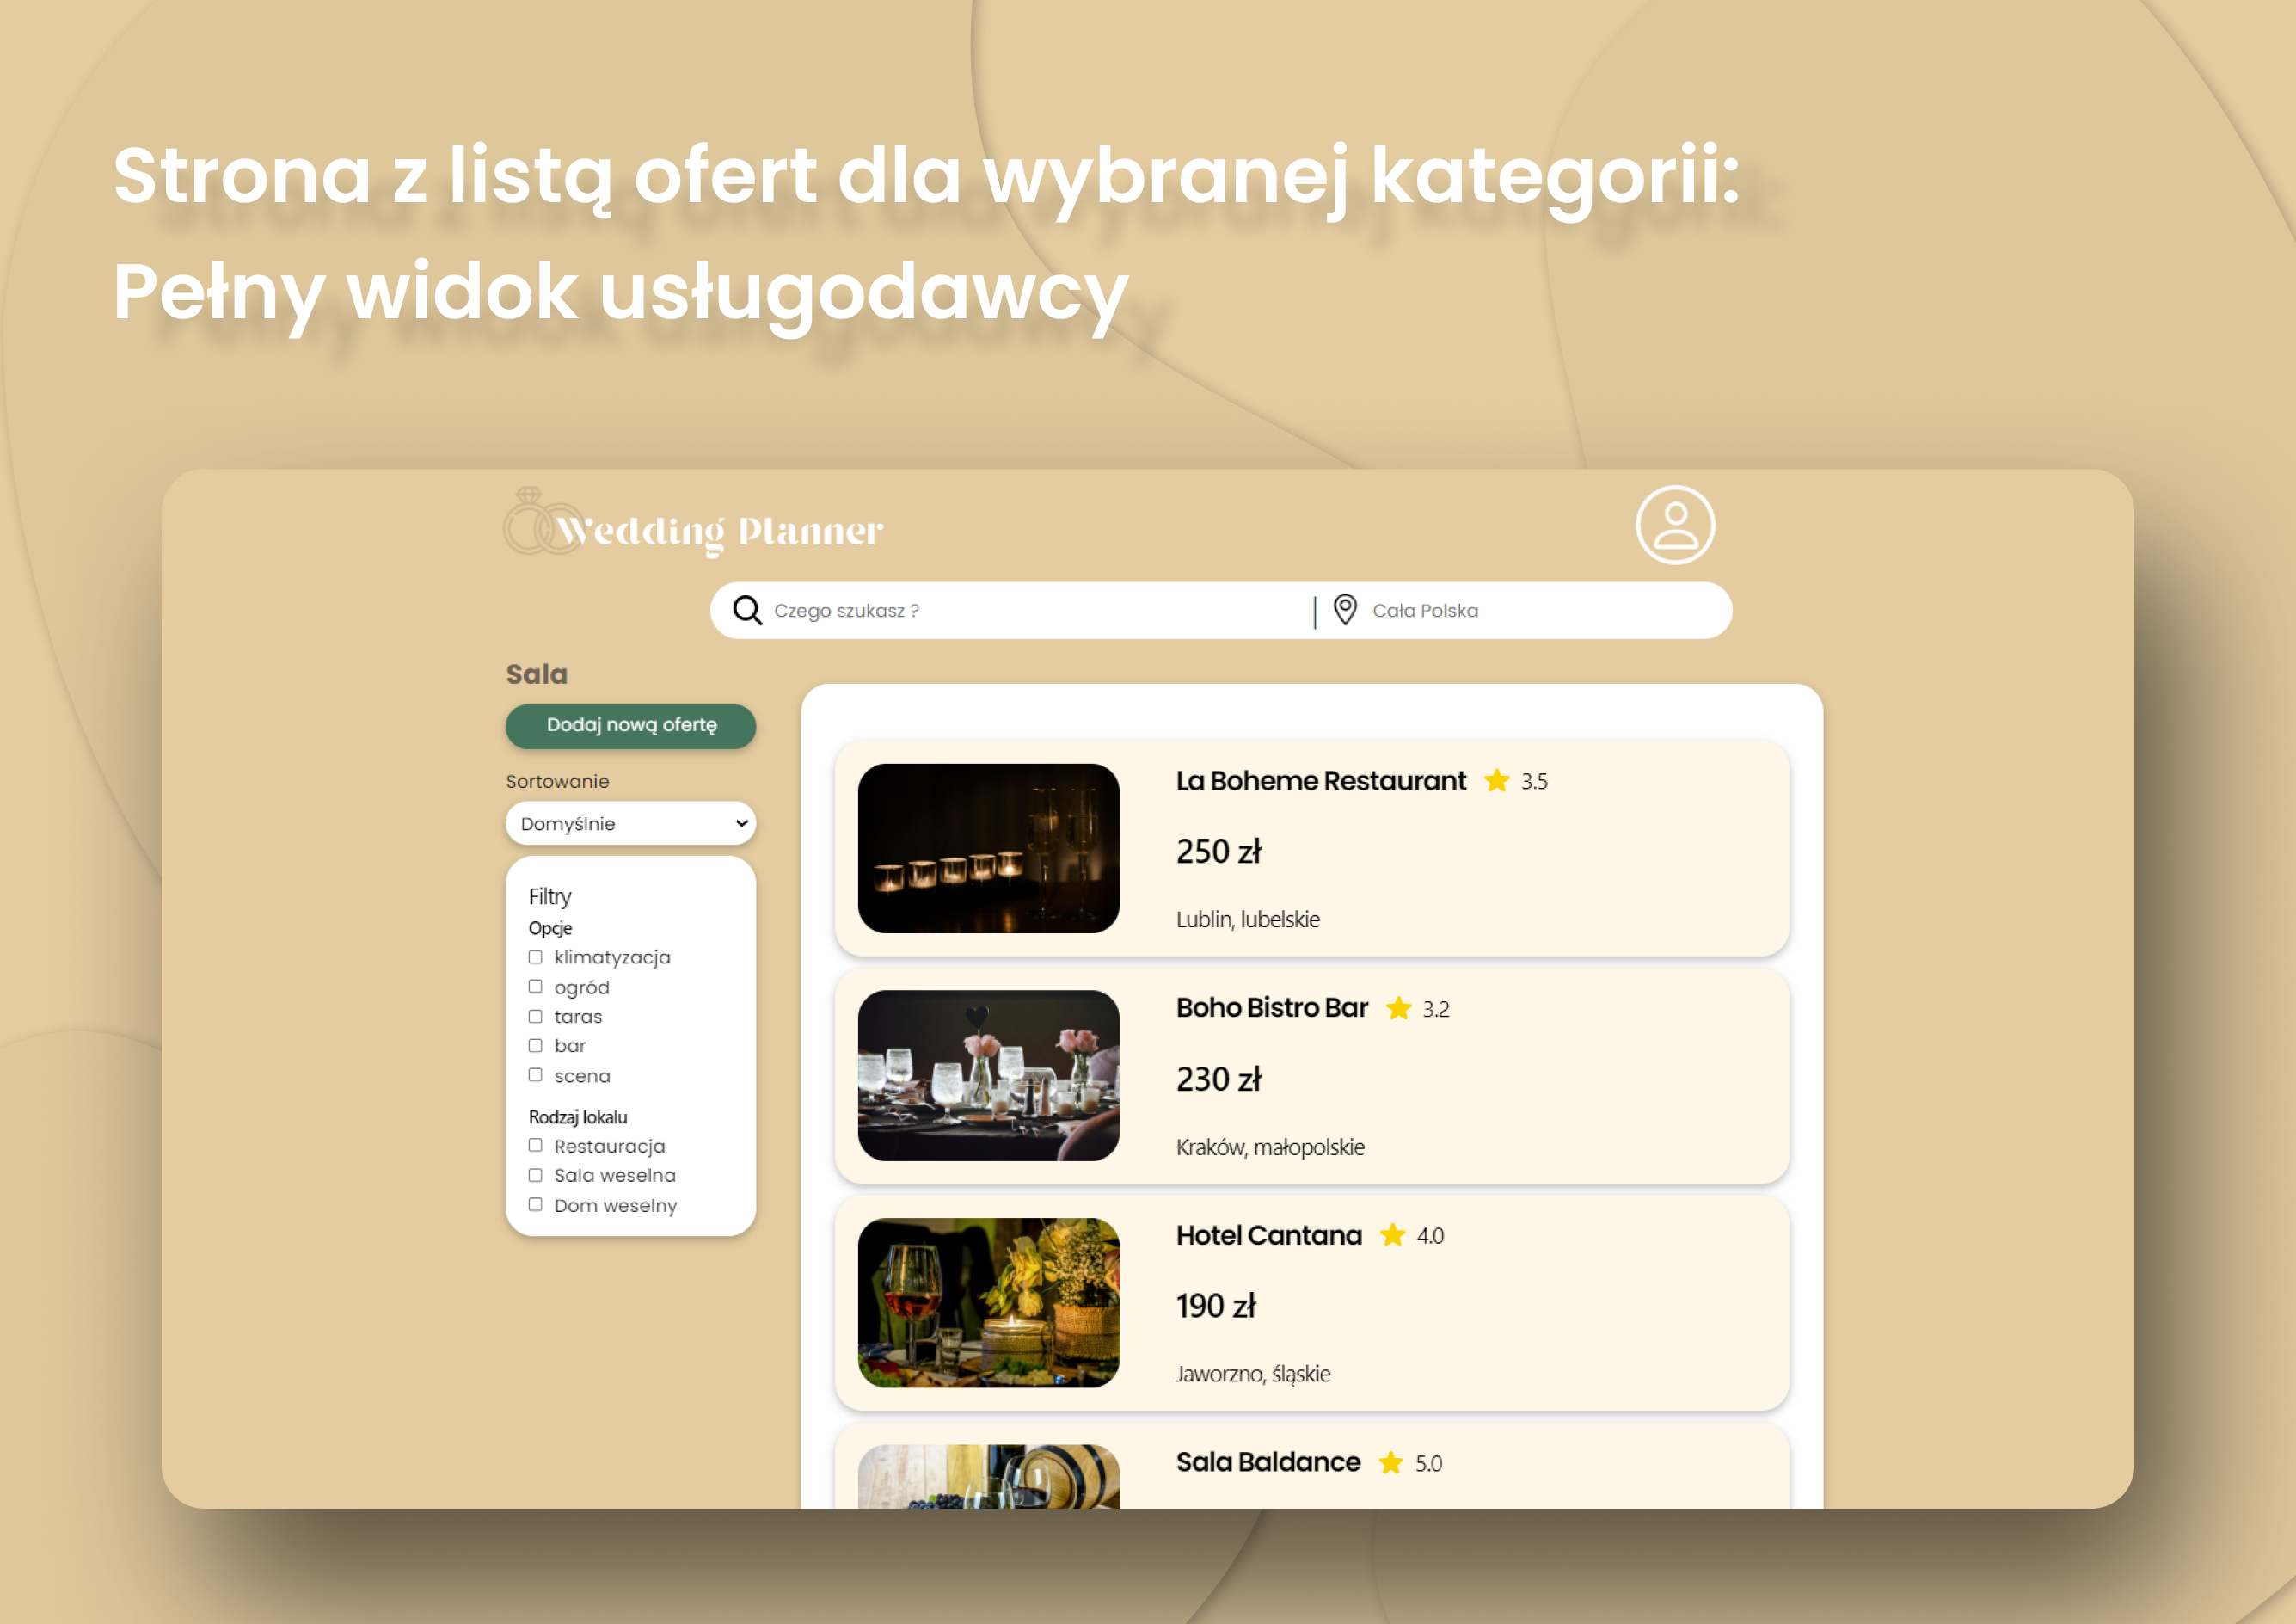 Strona z listą ofert dla wybranej kategorii:
Pełny widok usługodawcy
Wedding Planner
Czego szukasz ?
Cała Polska
Sala
Dodaj nową ofertę
Sortowanie
Domyślnie
Filtry
Opcje
klimatyzacja
ogród
taras
bar
scena
Rodzaj lokalu
Restauracja
Sala weselna
Dom weselny
La Boheme Restaurant 3.5
250 zł
Lublin, lubelskie
Boho Bistro Bar 3.2
230 zł
Kraków, małopolskie
Hotel Cantana 4.0
190 zł
Jaworzno, śląskie
Sala Baldance 5.0